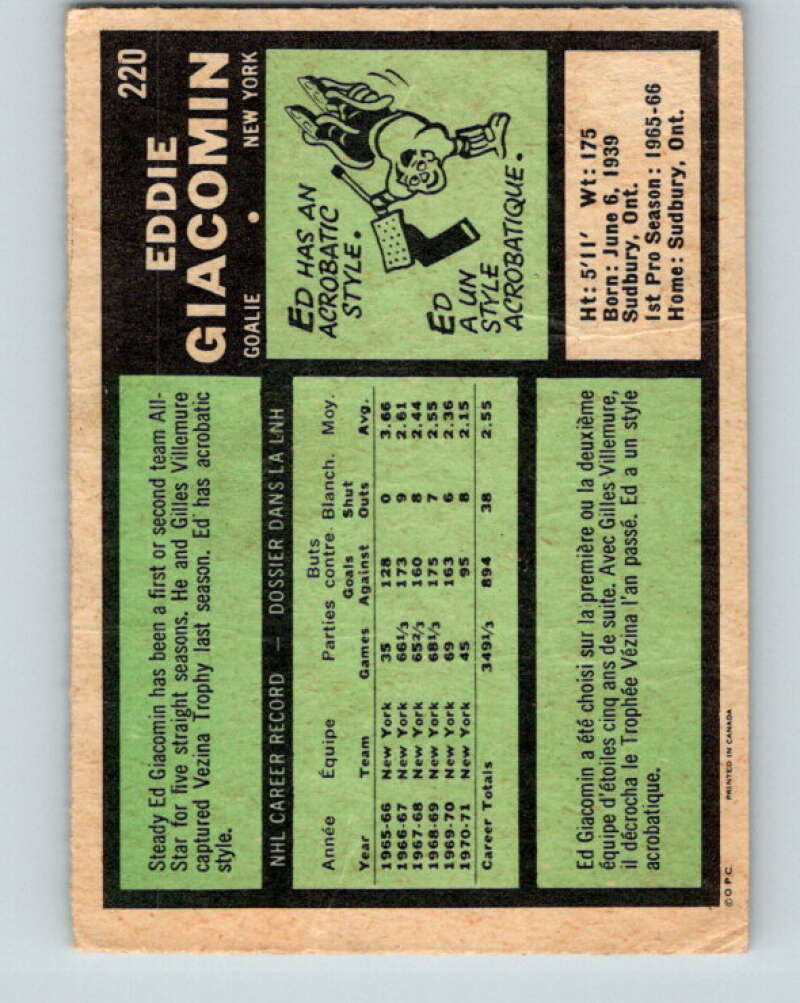 220
EDDIE
GIACOMIN
GOALIE • NEW YORK
Steady Ed Giacomin has been a first or second team All-
Star for five straight seasons. He and Gilles Villemure
captured Vezina Trophy last season. Ed has acrobatic
style.
ED HAS AN
ACROBATIC
STYLE.
ED
A UN
STYLE
ACROBATIQUE.
NHL CAREER RECORD — DOSSIER DANS LA LNH
Année Équipe Parties Buts contre. Blanch. Moy.
Year Team Games Goals Against Shut Outs Avg.
1965-66 New York 35 128 0 3.66
1966-67 New York 66⅓ 173 9 2.61
1967-68 New York 65⅔ 160 8 2.44
1968-69 New York 68⅓ 175 7 2.55
1969-70 New York 69 163 6 2.36
1970-71 New York 45 95 8 2.15
Career Totals 349⅓ 894 38 2.55
Ht: 5'11' Wt: 175
Born: June 6, 1939
Sudbury, Ont.
1st Pro Season: 1965-66
Home: Sudbury, Ont.
Ed Giacomin a été choisi sur la première ou la deuxième
équipe d'étoiles cinq ans de suite. Avec Gilles Villemure,
il décrocha le Trophée Vézina l'an passé. Ed a un style
acrobatique.
© O.P.C. PRINTED IN CANADA